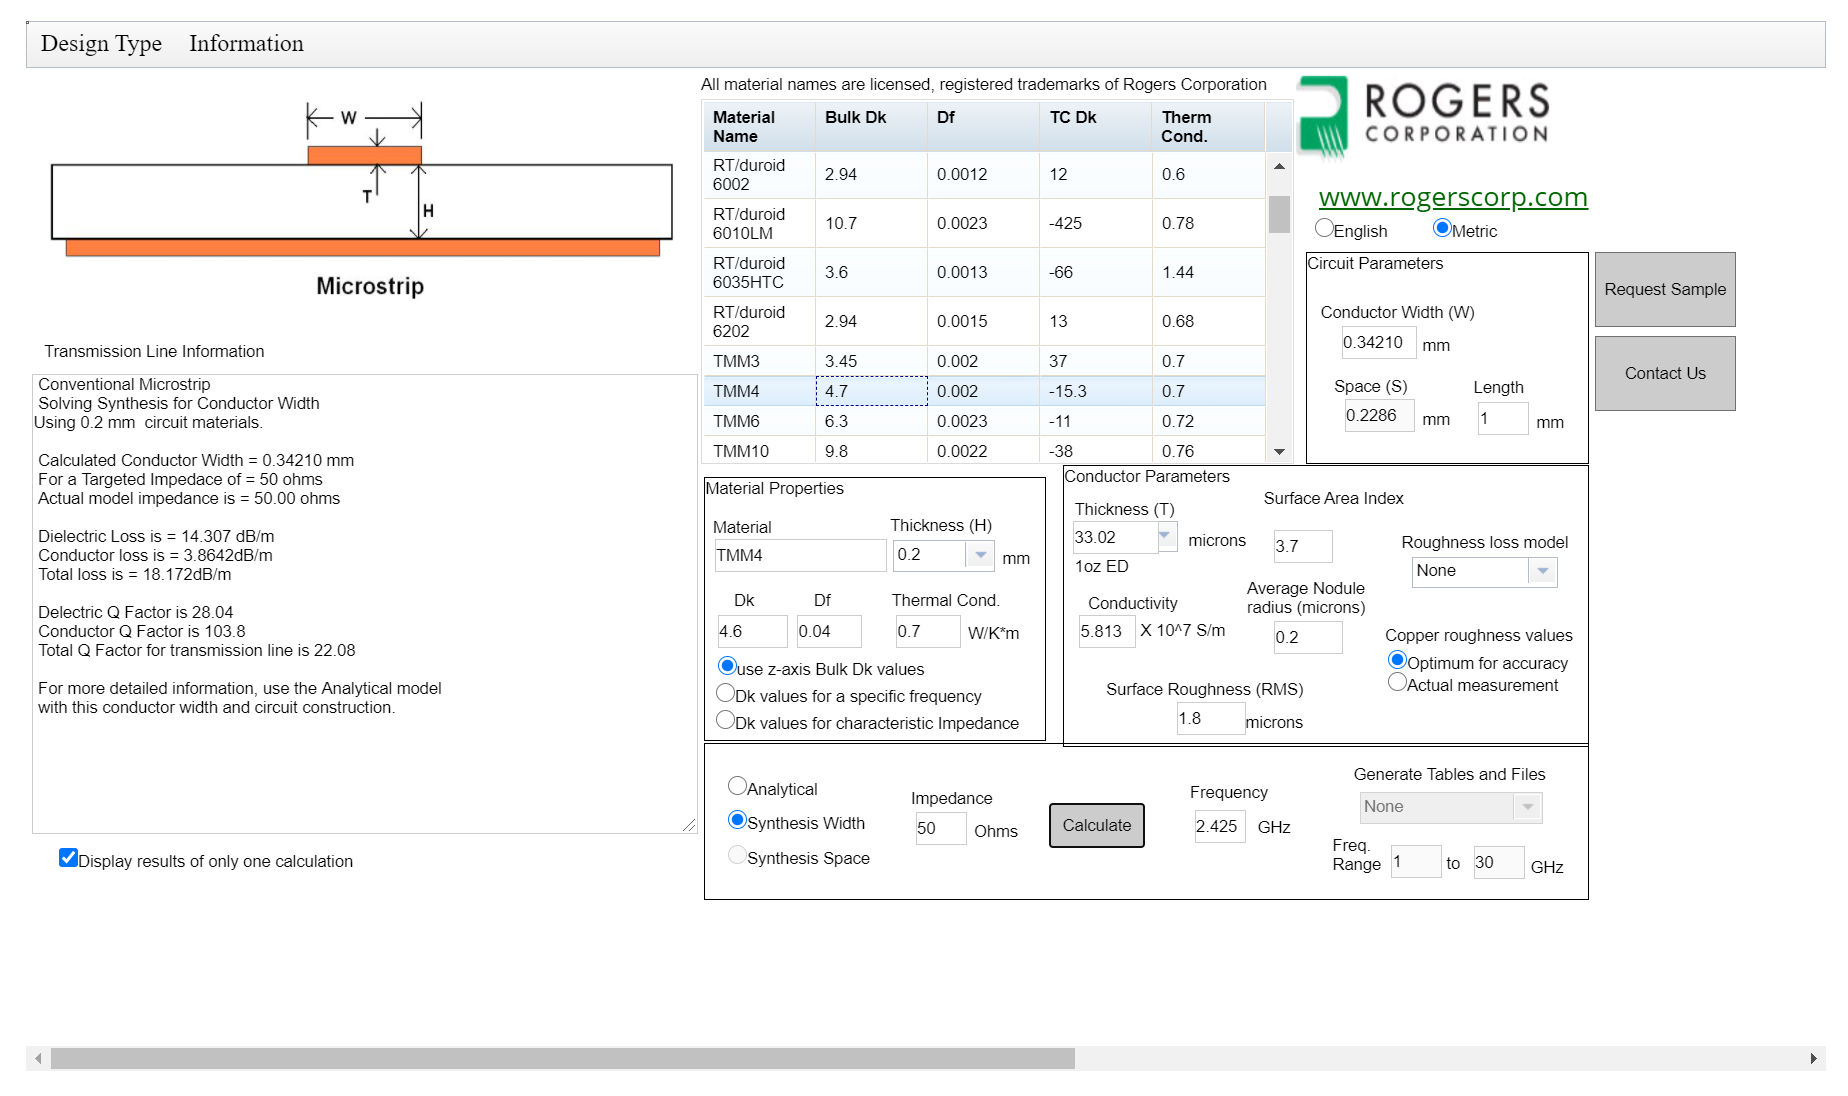 Design Type Information
All material names are licensed, registered trademarks of Rogers Corporation
W
T
H
Microstrip
Material Name Bulk Dk Df TC Dk Therm Cond.
RT/duroid 6002 2.94 0.0012 12 0.6
RT/duroid 6010LM 10.7 0.0023 -425 0.78
RT/duroid 6035HTC 3.6 0.0013 -66 1.44
RT/duroid 6202 2.94 0.0015 13 0.68
TMM3 3.45 0.002 37 0.7
TMM4 4.7 0.002 -15.3 0.7
TMM6 6.3 0.0023 -11 0.72
TMM10 9.8 0.0022 -38 0.76
ROGERS
CORPORATION
www.rogerscorp.com
English Metric
Circuit Parameters
Conductor Width (W)
0.34210 mm
Space (S) Length
0.2286 mm 1 mm
Request Sample
Contact Us
Transmission Line Information
Conventional Microstrip
Solving Synthesis for Conductor Width
Using 0.2 mm circuit materials.
Calculated Conductor Width = 0.34210 mm
For a Targeted Impedace of = 50 ohms
Actual model impedance is = 50.00 ohms
Dielectric Loss is = 14.307 dB/m
Conductor loss is = 3.8642dB/m
Total loss is = 18.172dB/m
Delectric Q Factor is 28.04
Conductor Q Factor is 103.8
Total Q Factor for transmission line is 22.08
For more detailed information, use the Analytical model
with this conductor width and circuit construction.
Display results of only one calculation
Material Properties
Material Thickness (H)
TMM4 0.2 mm
Dk Df Thermal Cond.
4.6 0.04 0.7 W/K*m
use z-axis Bulk Dk values
Dk values for a specific frequency
Dk values for characteristic Impedance
Conductor Parameters
Thickness (T) Surface Area Index
33.02 microns 3.7
1oz ED
Roughness loss model
None
Conductivity
5.813 X 10^7 S/m
Average Nodule
radius (microns)
0.2
Copper roughness values
Optimum for accuracy
Actual measurement
Surface Roughness (RMS)
1.8 microns
Analytical
Synthesis Width
Synthesis Space
Impedance
50 Ohms
Calculate
Frequency
2.425 GHz
Generate Tables and Files
None
Freq.
Range 1 to 30 GHz